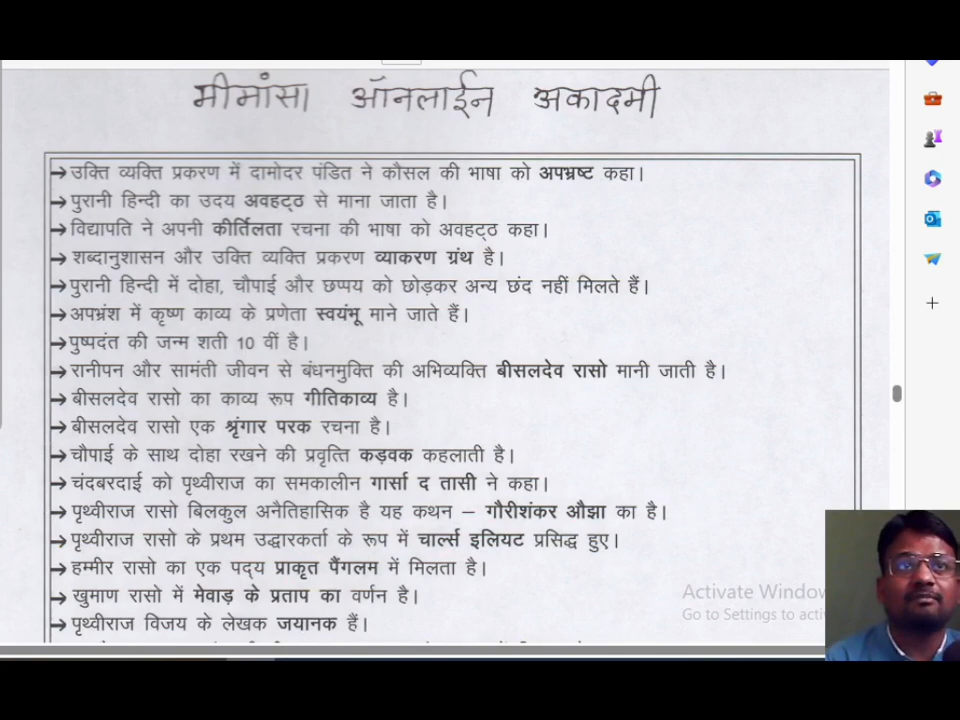 मीमांसा ऑनलाईन अकादमी
→उक्ति व्यक्ति प्रकरण में दामोदर पंडित ने कौसल की भाषा को अपभ्रष्ट कहा।
→पुरानी हिन्दी का उदय अवहट्ठ से माना जाता है।
→विद्यापति ने अपनी कीर्तिलता रचना की भाषा को अवहट्ठ कहा।
→शब्दानुशासन और उक्ति व्यक्ति प्रकरण व्याकरण ग्रंथ है।
→पुरानी हिन्दी में दोहा, चौपाई और छप्पय को छोड़कर अन्य छंद नहीं मिलते हैं।
→अपभ्रंश में कृष्ण काव्य के प्रणेता स्वयंभू माने जाते हैं।
→पुष्पदंत की जन्म शती 10 वीं है।
→रानीपन और सामंती जीवन से बंधनमुक्ति की अभिव्यक्ति बीसलदेव रासो मानी जाती है।
→बीसलदेव रासो का काव्य रूप गीतिकाव्य है।
→बीसलदेव रासो एक श्रृंगार परक रचना है।
→चौपाई के साथ दोहा रखने की प्रवृत्ति कड़वक कहलाती है।
→चंदबरदाई को पृथ्वीराज का समकालीन गार्सा द तासी ने कहा।
→पृथ्वीराज रासो बिलकुल अनैतिहासिक है यह कथन – गौरीशंकर औझा का है।
→पृथ्वीराज रासो के प्रथम उद्धारकर्ता के रूप में चार्ल्स इलियट प्रसिद्ध हुए।
→हम्मीर रासो का एक पद्य प्राकृत पैंगलम में मिलता है।
→खुमाण रासो में मेवाड़ के प्रताप का वर्णन है।
→पृथ्वीराज विजय के लेखक जयानक हैं।
Activate Window
Go to Settings to acti